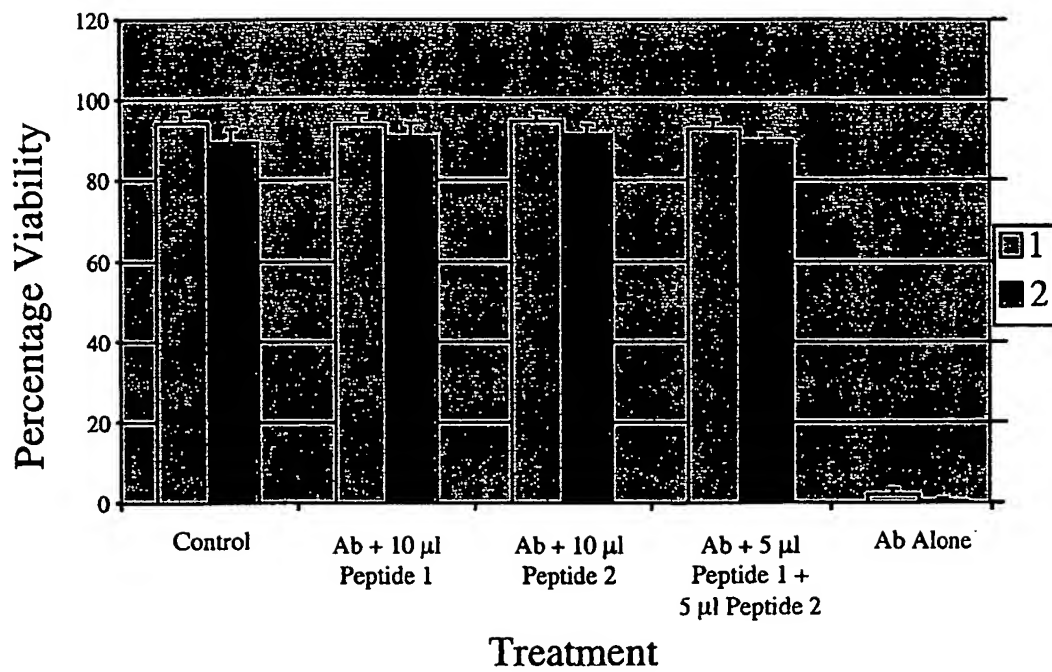 Percentage Viability
120
100
80
60
40
20
0
1
2
Control
Ab + 10 µl
Peptide 1
Ab + 10 µl
Peptide 2
Ab + 5 µl
Peptide 1 +
5 µl Peptide 2
Ab Alone
Treatment